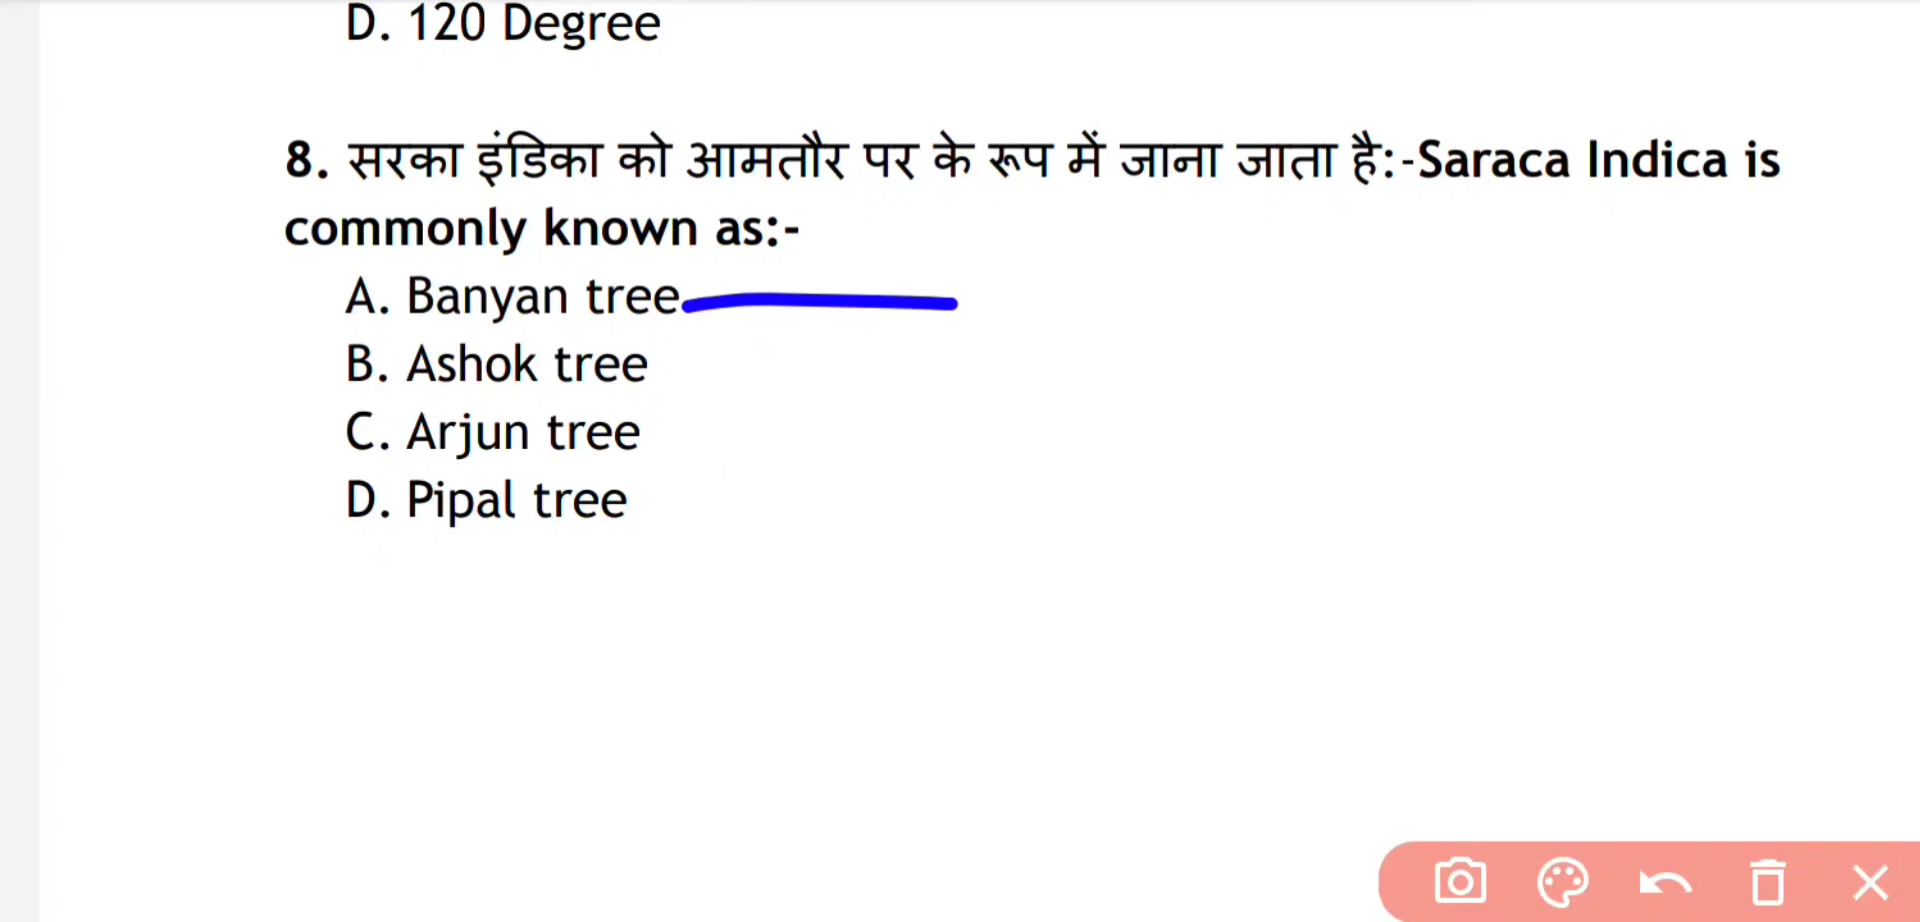 D. 120 Degree
8. सरका इंडिका को आमतौर पर के रूप में जाना जाता है:-Saraca Indica is
commonly known as:-
A. Banyan tree
B. Ashok tree
C. Arjun tree
D. Pipal tree